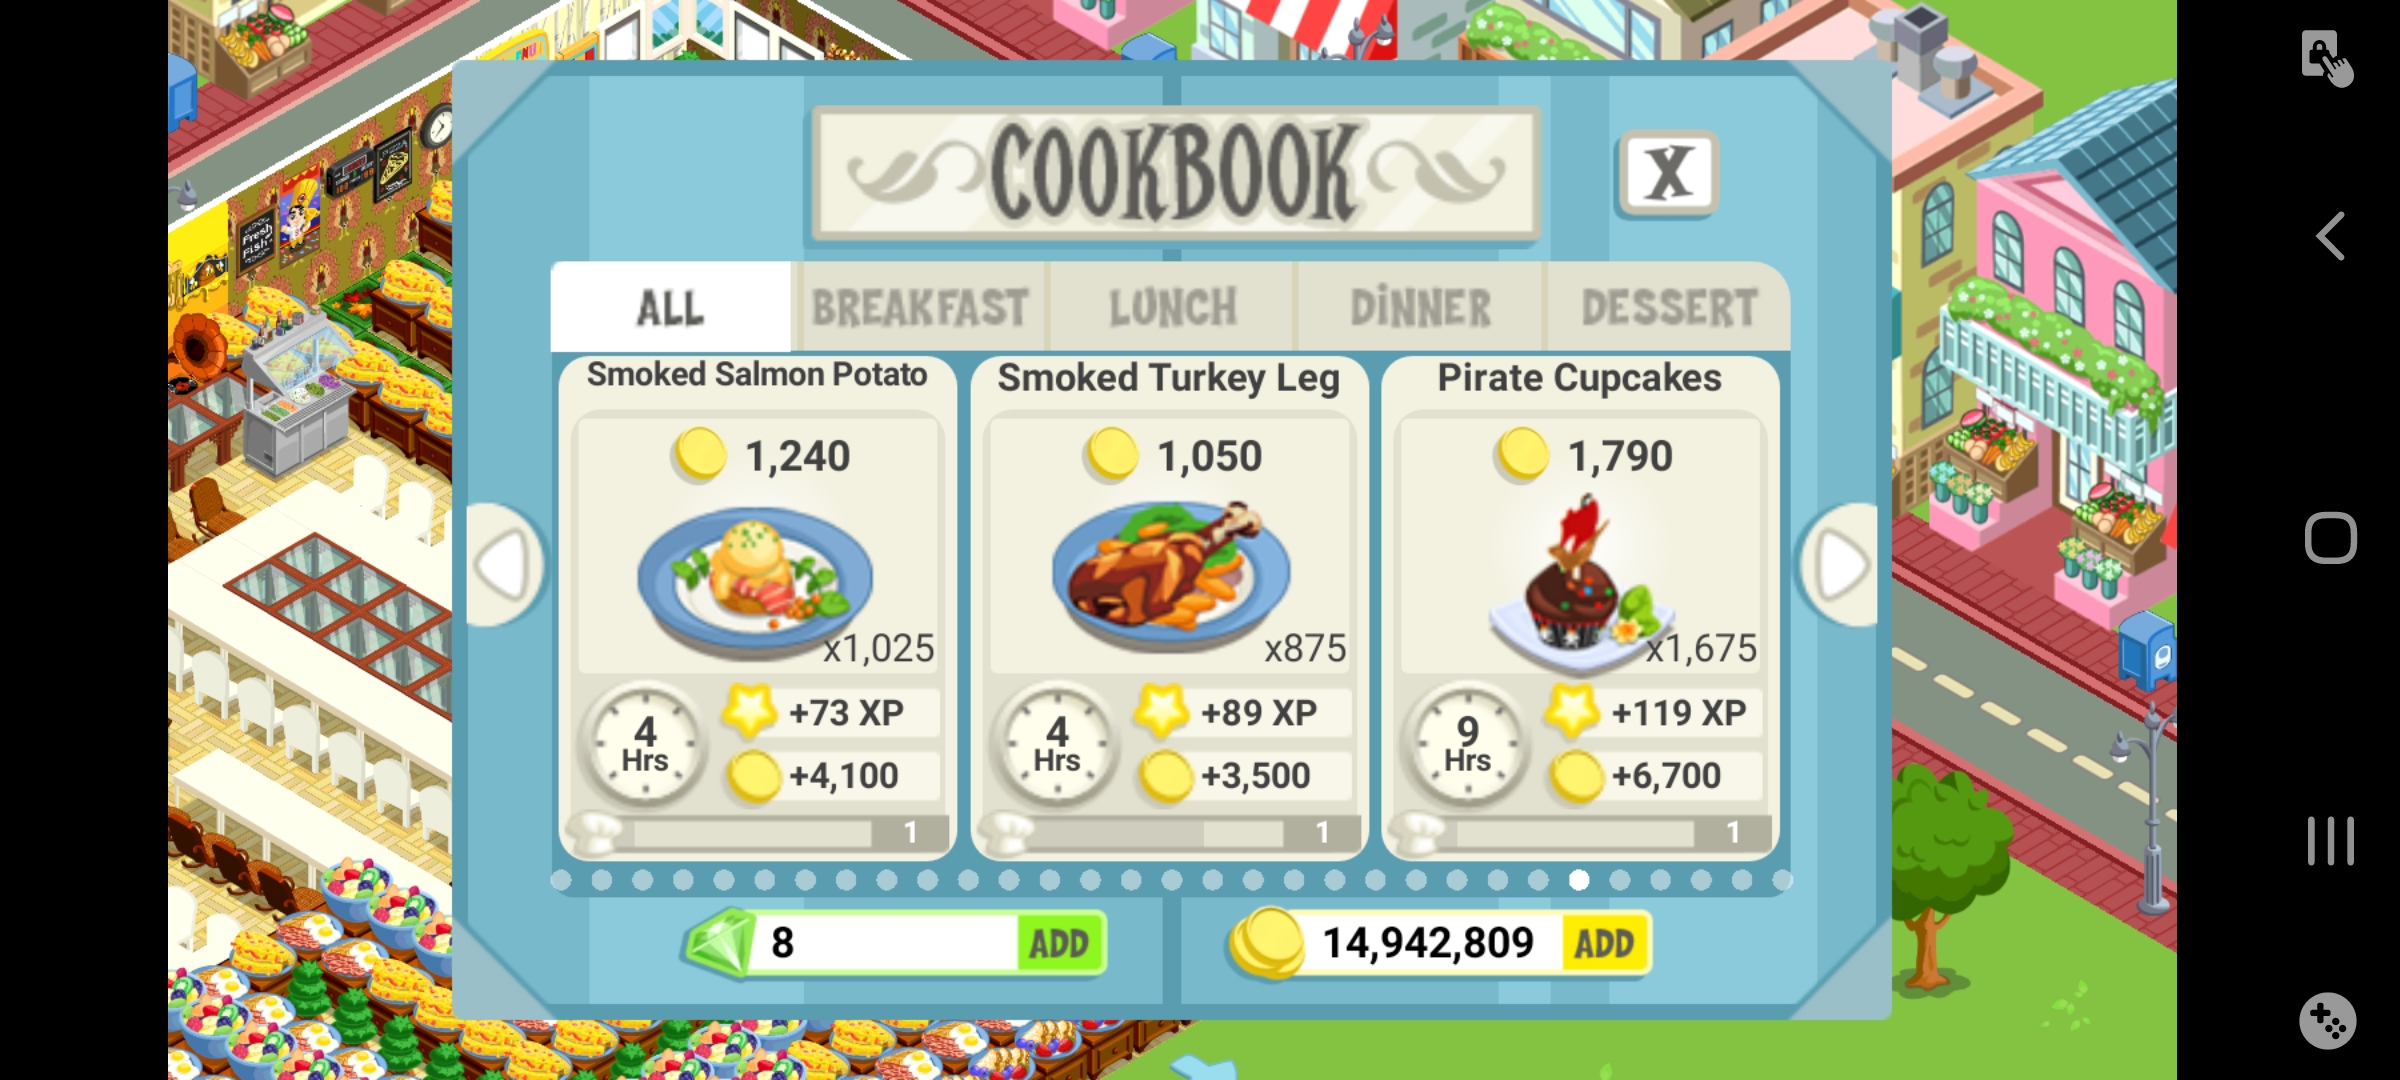 COOKBOOK
X
ALL
BREAKFAST
LUNCH
DINNER
DESSERT
Smoked Salmon Potato
1,240
x1,025
4
Hrs
+73 XP
+4,100
1
Smoked Turkey Leg
1,050
x875
4
Hrs
+89 XP
+3,500
1
Pirate Cupcakes
1,790
x1,675
9
Hrs
+119 XP
+6,700
1
8
ADD
14,942,809
ADD
Fresh
Fish